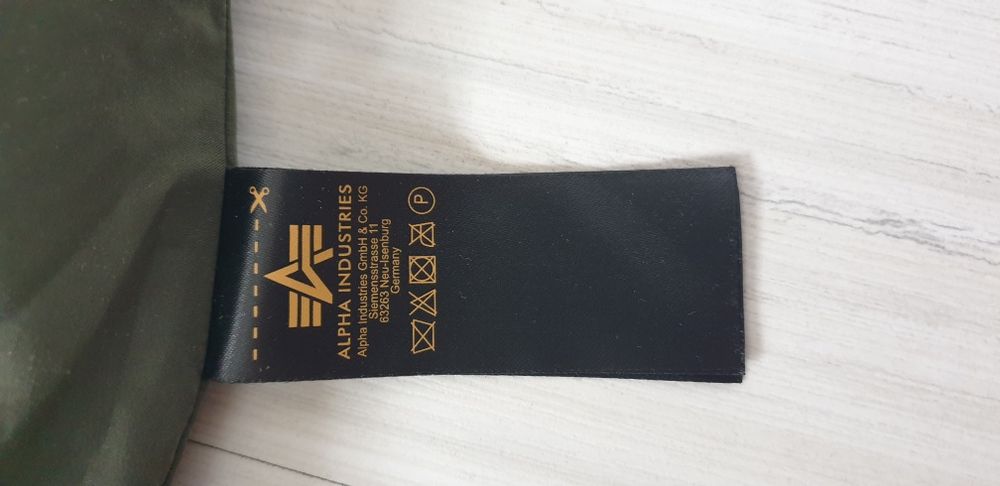 ALPHA INDUSTRIES
Alpha Industries GmbH & Co. KG
Siemensstrasse 11
63263 Neu-Isenburg
Germany
P